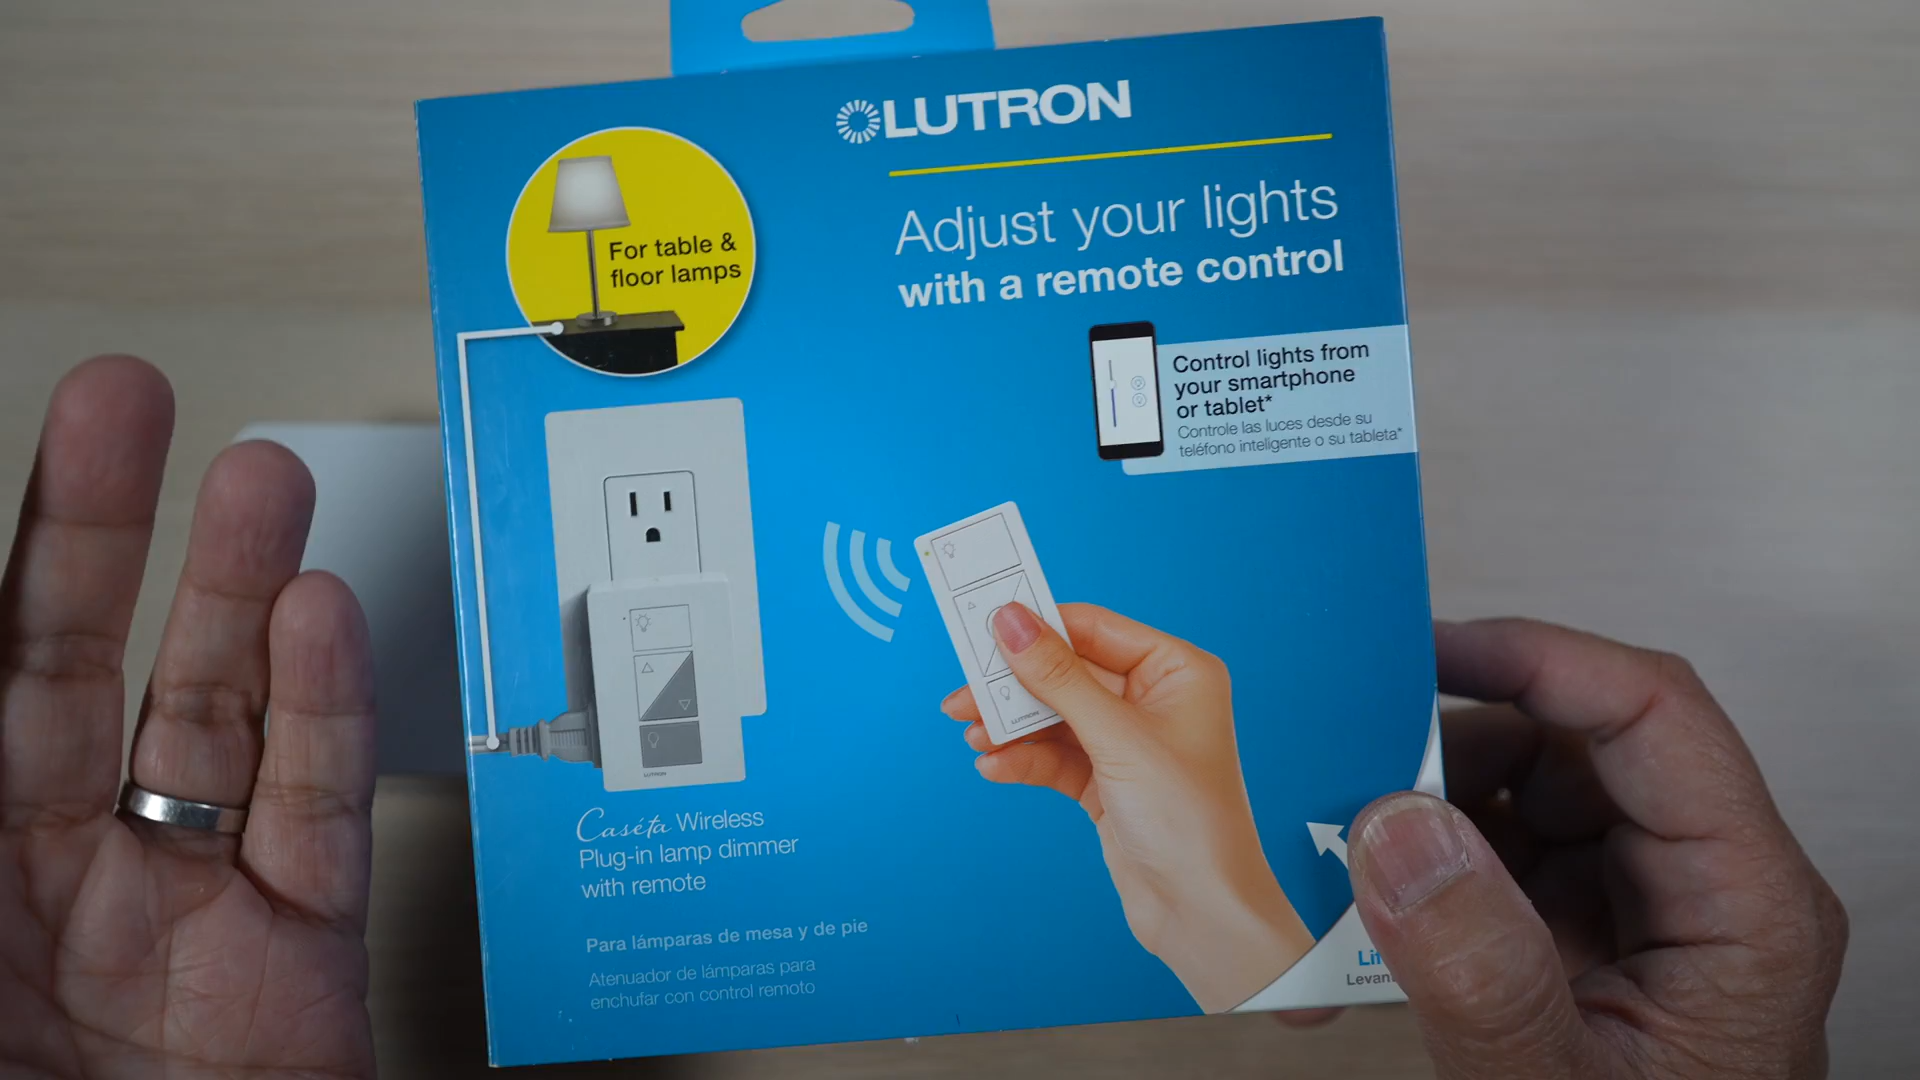 LUTRON
For table &
floor lamps
Adjust your lights
with a remote control
Control lights from
your smartphone
or tablet*
Controle las luces desde su
teléfono inteligente o su tableta*
LUTRON
LUTRON
Caséta Wireless
Plug-in lamp dimmer
with remote
Para lámparas de mesa y de pie
Atenuador de lámparas para
enchufar con control remoto